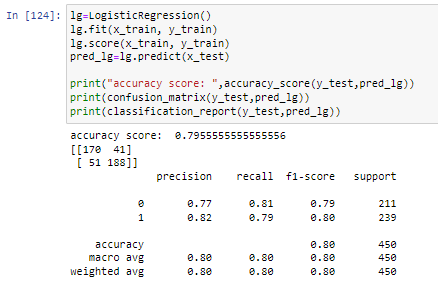 In [124]: lg=LogisticRegression()
lg.fit(x_train, y_train)
lg.score(x_train, y_train)
pred_lg=lg.predict(x_test)
print("accuracy score: ",accuracy_score(y_test,pred_lg))
print(confusion_matrix(y_test,pred_lg))
print(classification_report(y_test,pred_lg))
accuracy score:  0.7955555555555556
[[170  41]
 [ 51 188]]
precision    recall  f1-score   support
0       0.77      0.81      0.79       211
1       0.82      0.79      0.80       239
accuracy                           0.80       450
macro avg       0.80      0.80      0.80       450
weighted avg       0.80      0.80      0.80       450